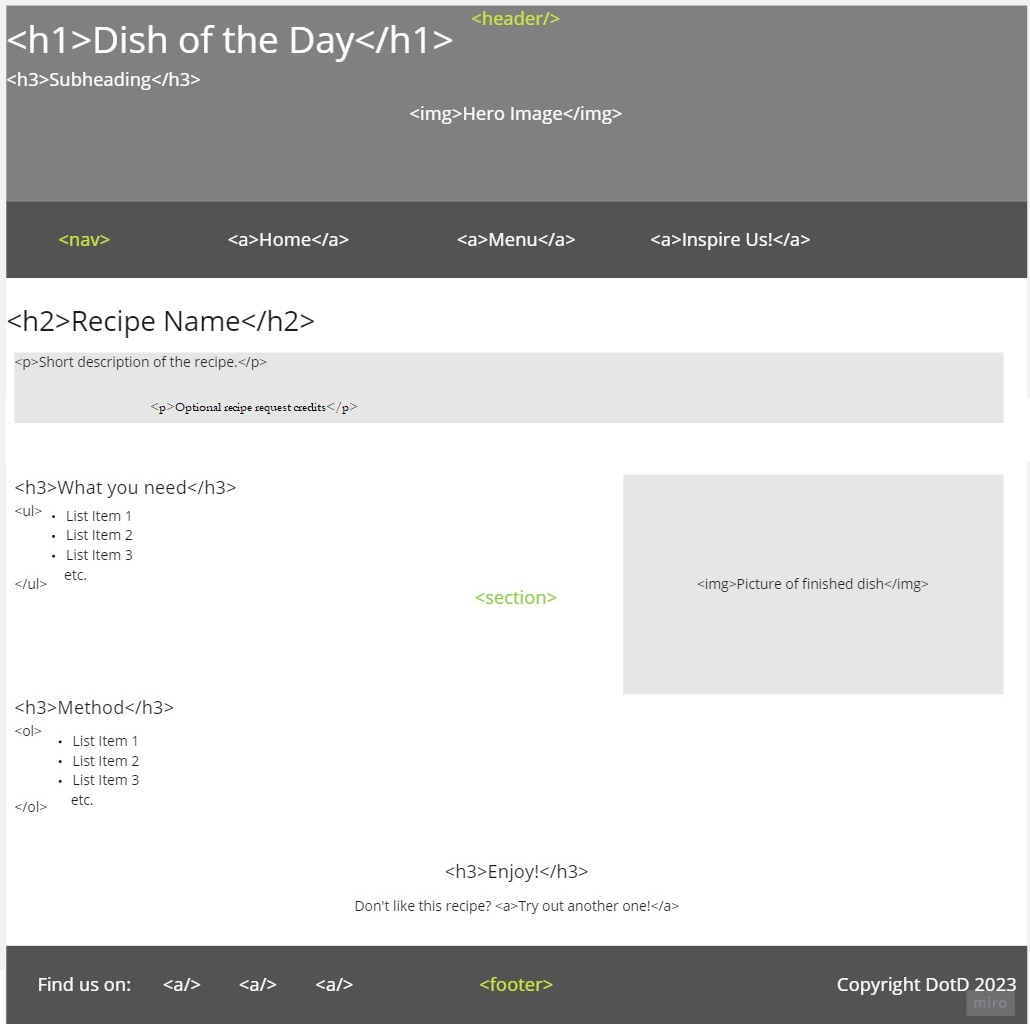 <header/>
<h1>Dish of the Day</h1>
<h3>Subheading</h3>
<img>Hero Image</img>
<nav> <a>Home</a> <a>Menu</a> <a>Inspire Us!</a>
<h2>Recipe Name</h2>
<p>Short description of the recipe.</p>
<p>Optional recipe request credits</p>
<h3>What you need</h3>
<ul>
• List Item 1
• List Item 2
• List Item 3
etc.
</ul>
<img>Picture of finished dish</img>
<section>
<h3>Method</h3>
<ol>
• List Item 1
• List Item 2
• List Item 3
etc.
</ol>
<h3>Enjoy!</h3>
Don't like this recipe? <a>Try out another one!</a>
Find us on: <a/> <a/> <a/> <footer> Copyright DotD 2023
miro